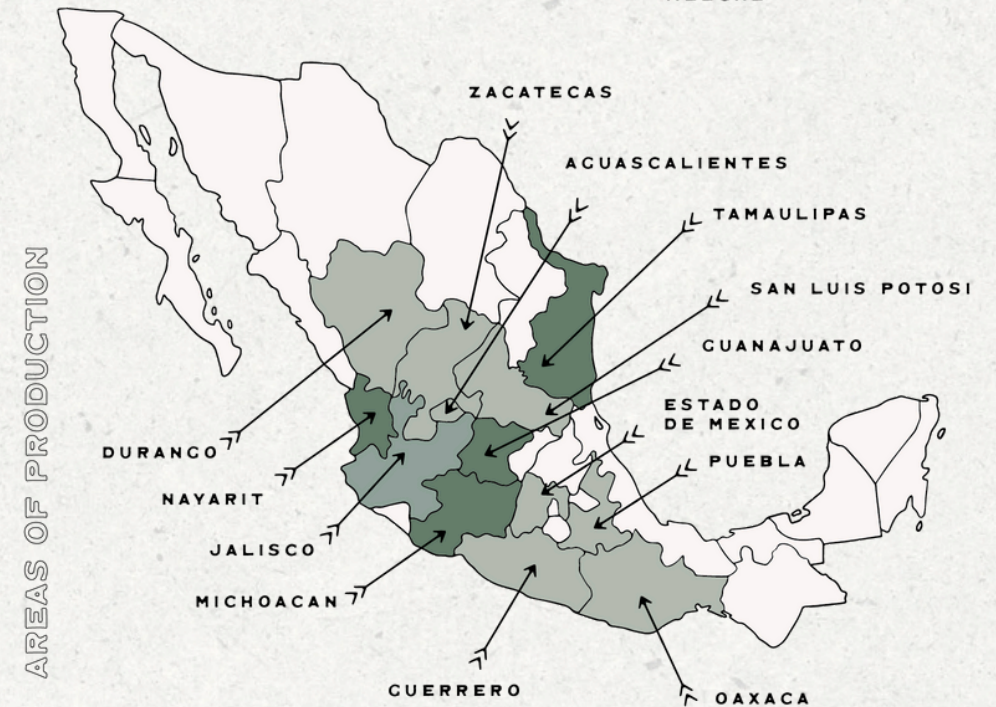 ZACATECAS
AGUASCALIENTES
TAMAULIPAS
SAN LUIS POTOSI
GUANAJUATO
ESTADO
DE MEXICO
PUEBLA
DURANGO
NAYARIT
JALISCO
MICHOACAN
GUERRERO
OAXACA
AREAS OF PRODUCTION